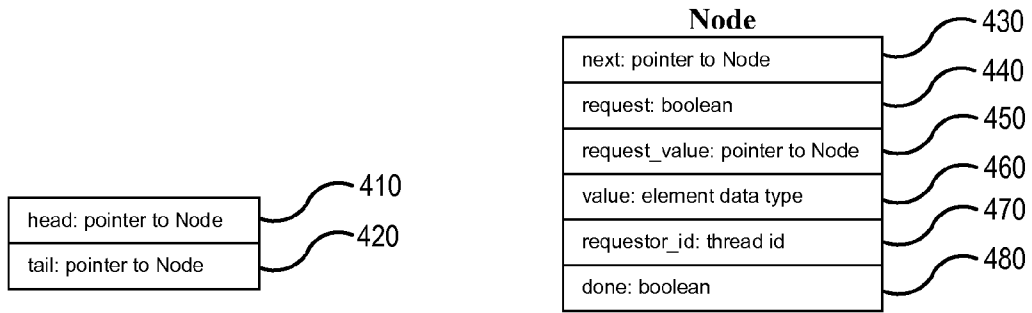 head: pointer to Node
410
tail: pointer to Node
420
Node
next: pointer to Node
430
request: boolean
440
request_value: pointer to Node
450
value: element data type
460
requestor_id: thread id
470
done: boolean
480